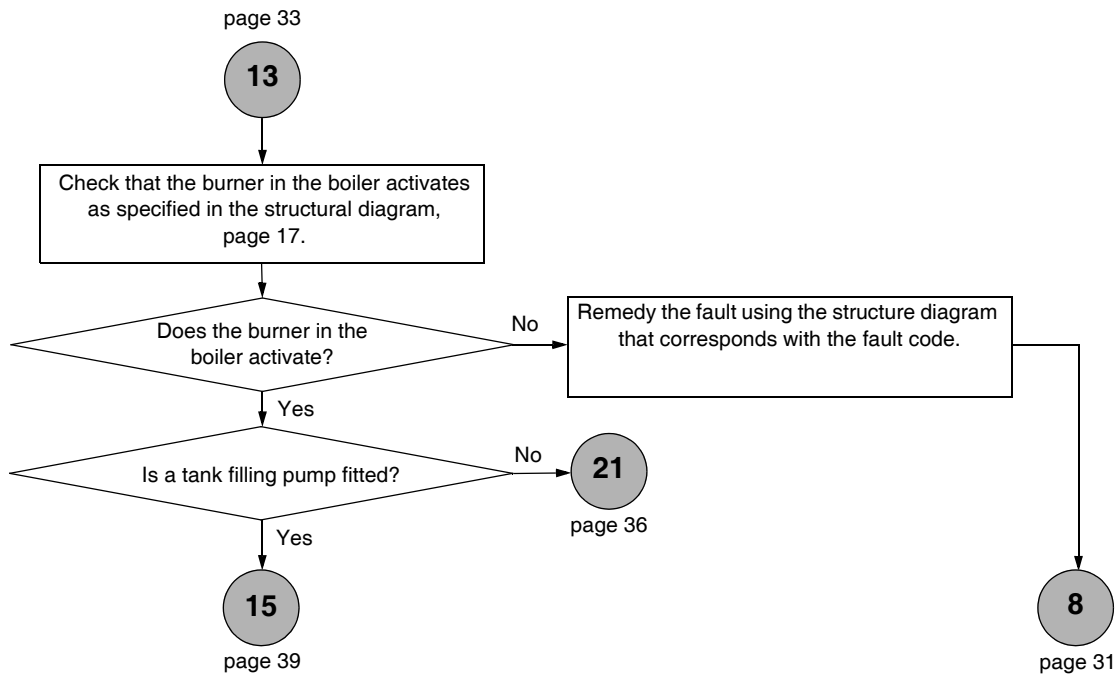 page 33
13
Check that the burner in the boiler activates
as specified in the structural diagram,
page 17.
Does the burner in the
boiler activate?
No
Remedy the fault using the structure diagram
that corresponds with the fault code.
Yes
Is a tank filling pump fitted?
No
21
page 36
Yes
15
page 39
8
page 31